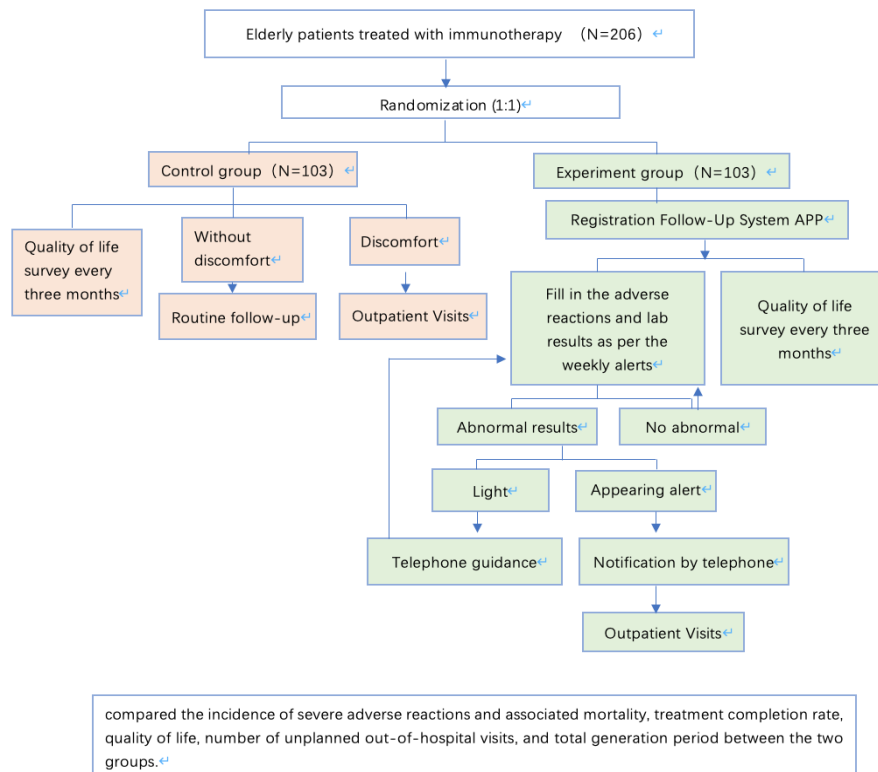 Elderly patients treated with immunotherapy （N=206）
Randomization (1:1)
Control group（N=103）
Experiment group（N=103）
Registration Follow-Up System APP
Quality of life
survey every
three months
Without
discomfort
Discomfort
Routine follow-up
Outpatient Visits
Fill in the adverse
reactions and lab
results as per the
weekly alerts
Quality of life
survey every three
months
Abnormal results
No abnormal
Light
Appearing alert
Telephone guidance
Notification by telephone
Outpatient Visits
compared the incidence of severe adverse reactions and associated mortality, treatment completion rate,
quality of life, number of unplanned out-of-hospital visits, and total generation period between the two
groups.